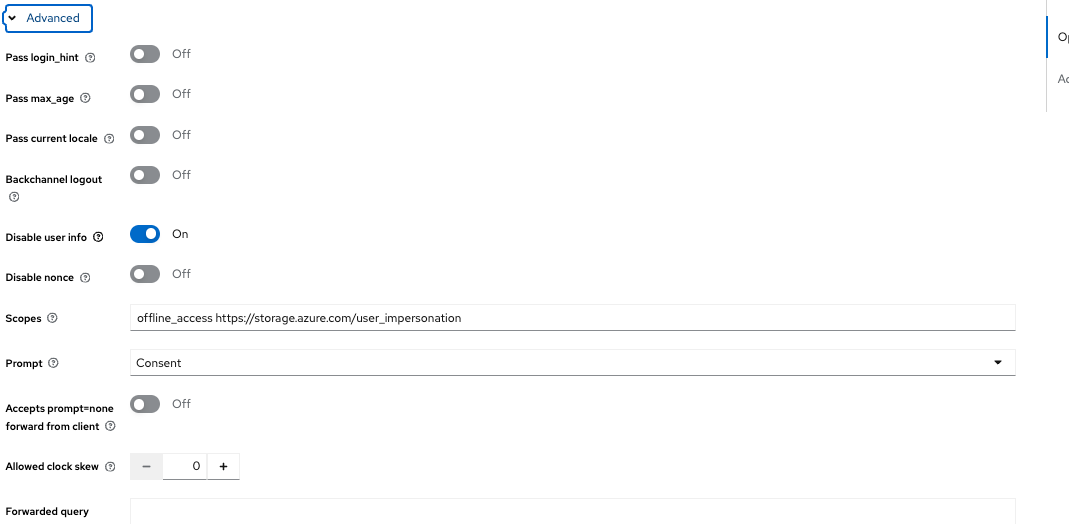 Advanced
Pass login_hint Off
Pass max_age Off
Pass current locale Off
Backchannel logout Off
Disable user info On
Disable nonce Off
Scopes offline_access https://storage.azure.com/user_impersonation
Prompt Consent
Accepts prompt=none Off
forward from client
Allowed clock skew − 0 +
Forwarded query